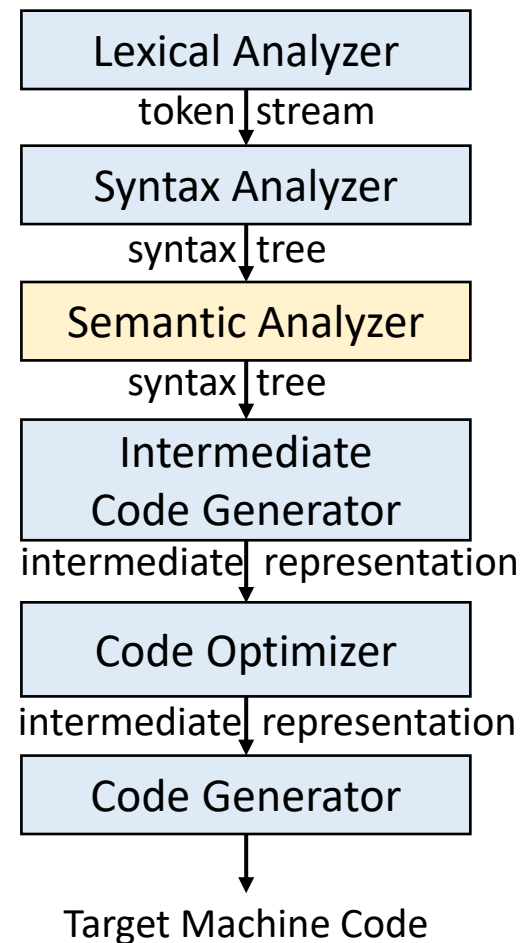 Lexical Analyzer
token stream
Syntax Analyzer
syntax tree
Semantic Analyzer
syntax tree
Intermediate
Code Generator
intermediate representation
Code Optimizer
intermediate representation
Code Generator
Target Machine Code